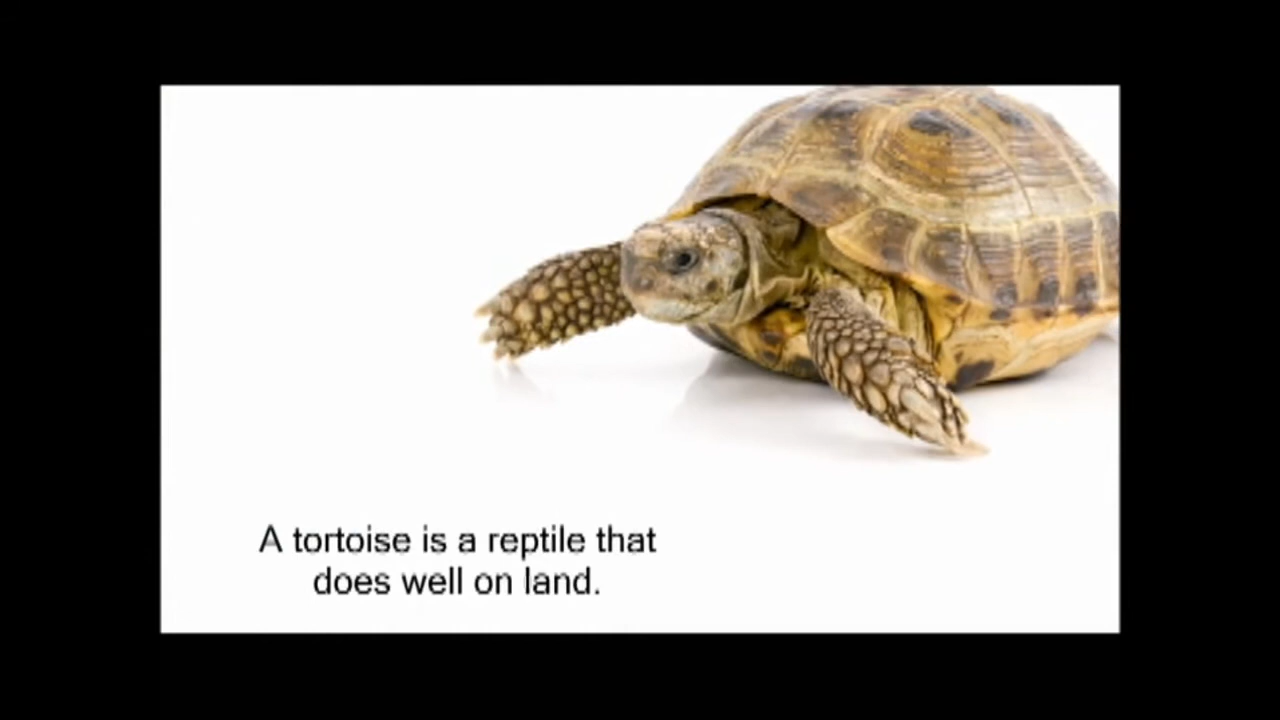 A tortoise is a reptile that
does well on land.